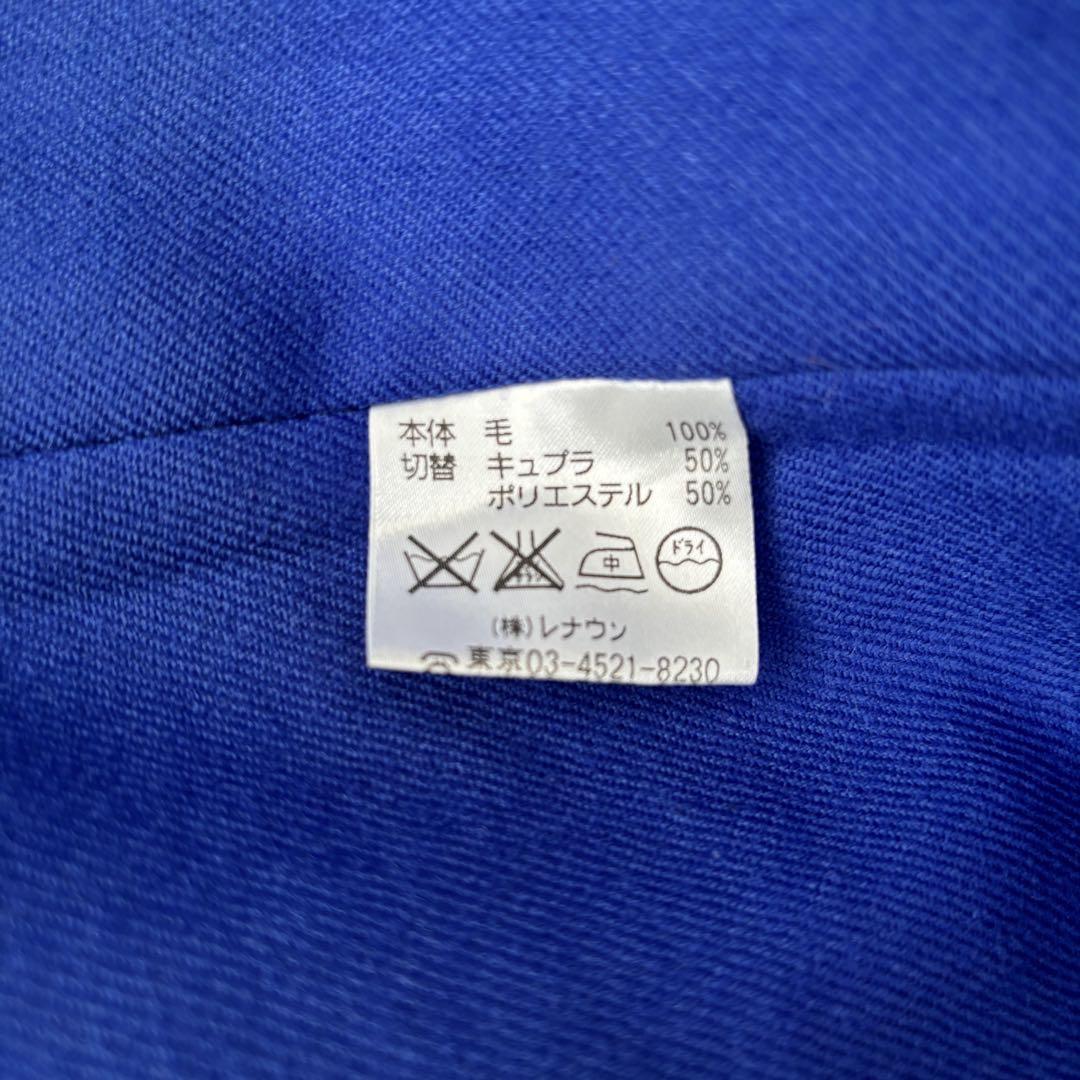 本体 毛 100%
切替 キュプラ 50%
ポリエステル 50%
中 ドライ
(株)レナウン
☎ 東京03-4521-8230